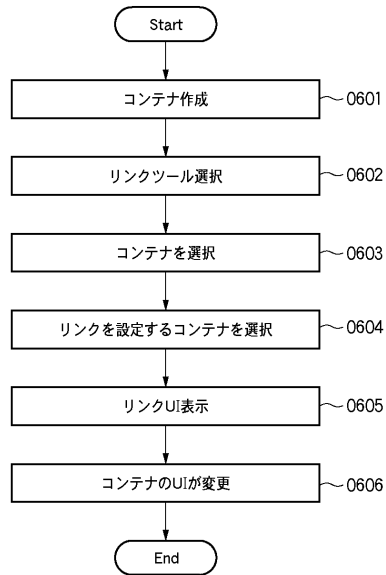 Start
コンテナ作成
0601
リンクツール選択
0602
コンテナを選択
0603
リンクを設定するコンテナを選択
0604
リンクUI表示
0605
コンテナのUIが変更
0606
End